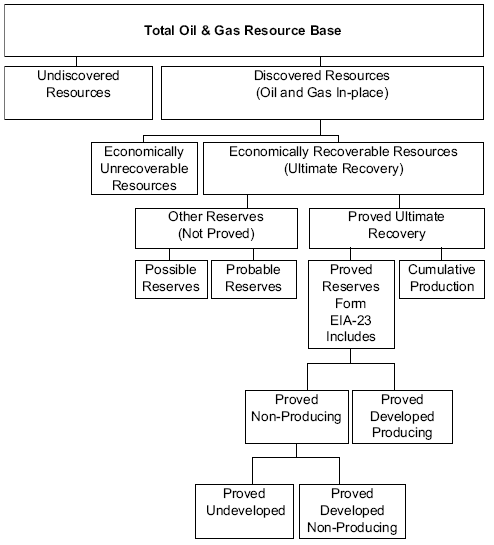 Total Oil & Gas Resource Base
Undiscovered
Resources
Discovered Resources
(Oil and Gas In-place)
Economically
Unrecoverable
Resources
Economically Recoverable Resources
(Ultimate Recovery)
Other Reserves
(Not Proved)
Proved Ultimate
Recovery
Possible
Reserves
Probable
Reserves
Proved
Reserves
Form
EIA-23
Includes
Cumulative
Production
Proved
Non-Producing
Proved
Developed
Producing
Proved
Undeveloped
Proved
Developed
Non-Producing